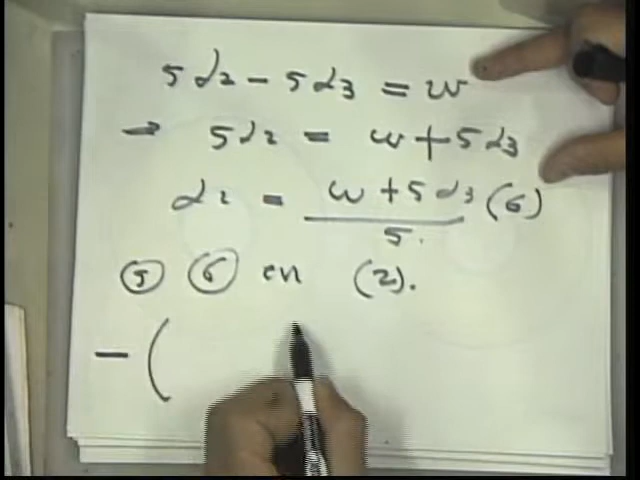 5α2 - 5α3 = w
→ 5α2 = w + 5α3
α2 = (w + 5α3)/5. (6)
⑤ ⑥ en (2).
- (